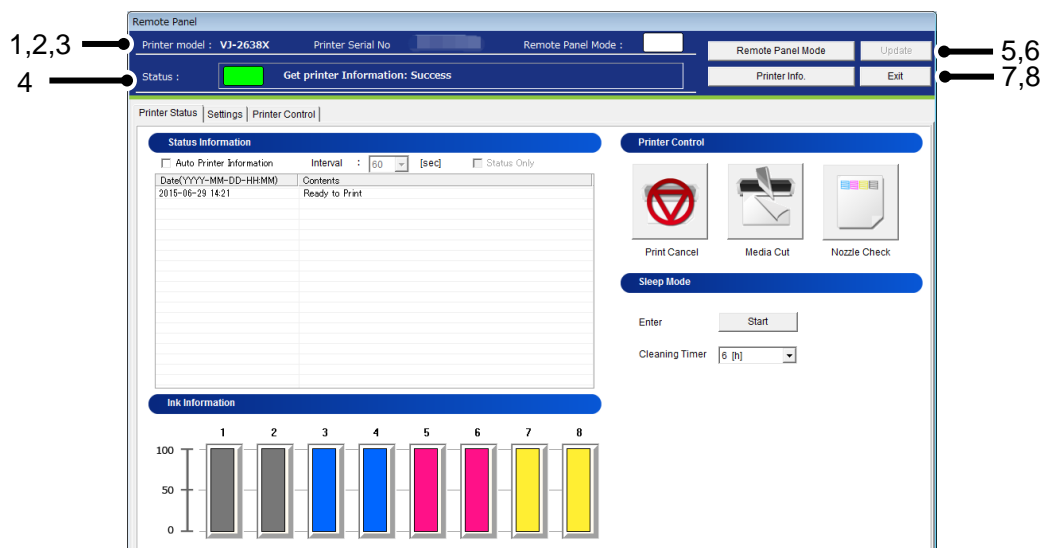 Remote Panel
1,2,3
Printer model : VJ-2638X Printer Serial No Remote Panel Mode :
Remote Panel Mode Update
5,6
4
Status : Get printer Information: Success
Printer Info. Exit
7,8
Printer Status Settings Printer Control
Status Information
Auto Printer Information Interval : 60 [sec] Status Only
Date(YYYY-MM-DD-HH:MM) Contents
2015-06-29 14:21 Ready to Print
Printer Control
Print Cancel Media Cut Nozzle Check
Sleep Mode
Enter Start
Cleaning Timer 6 [h]
Ink Information
1 2 3 4 5 6 7 8
100
50
0